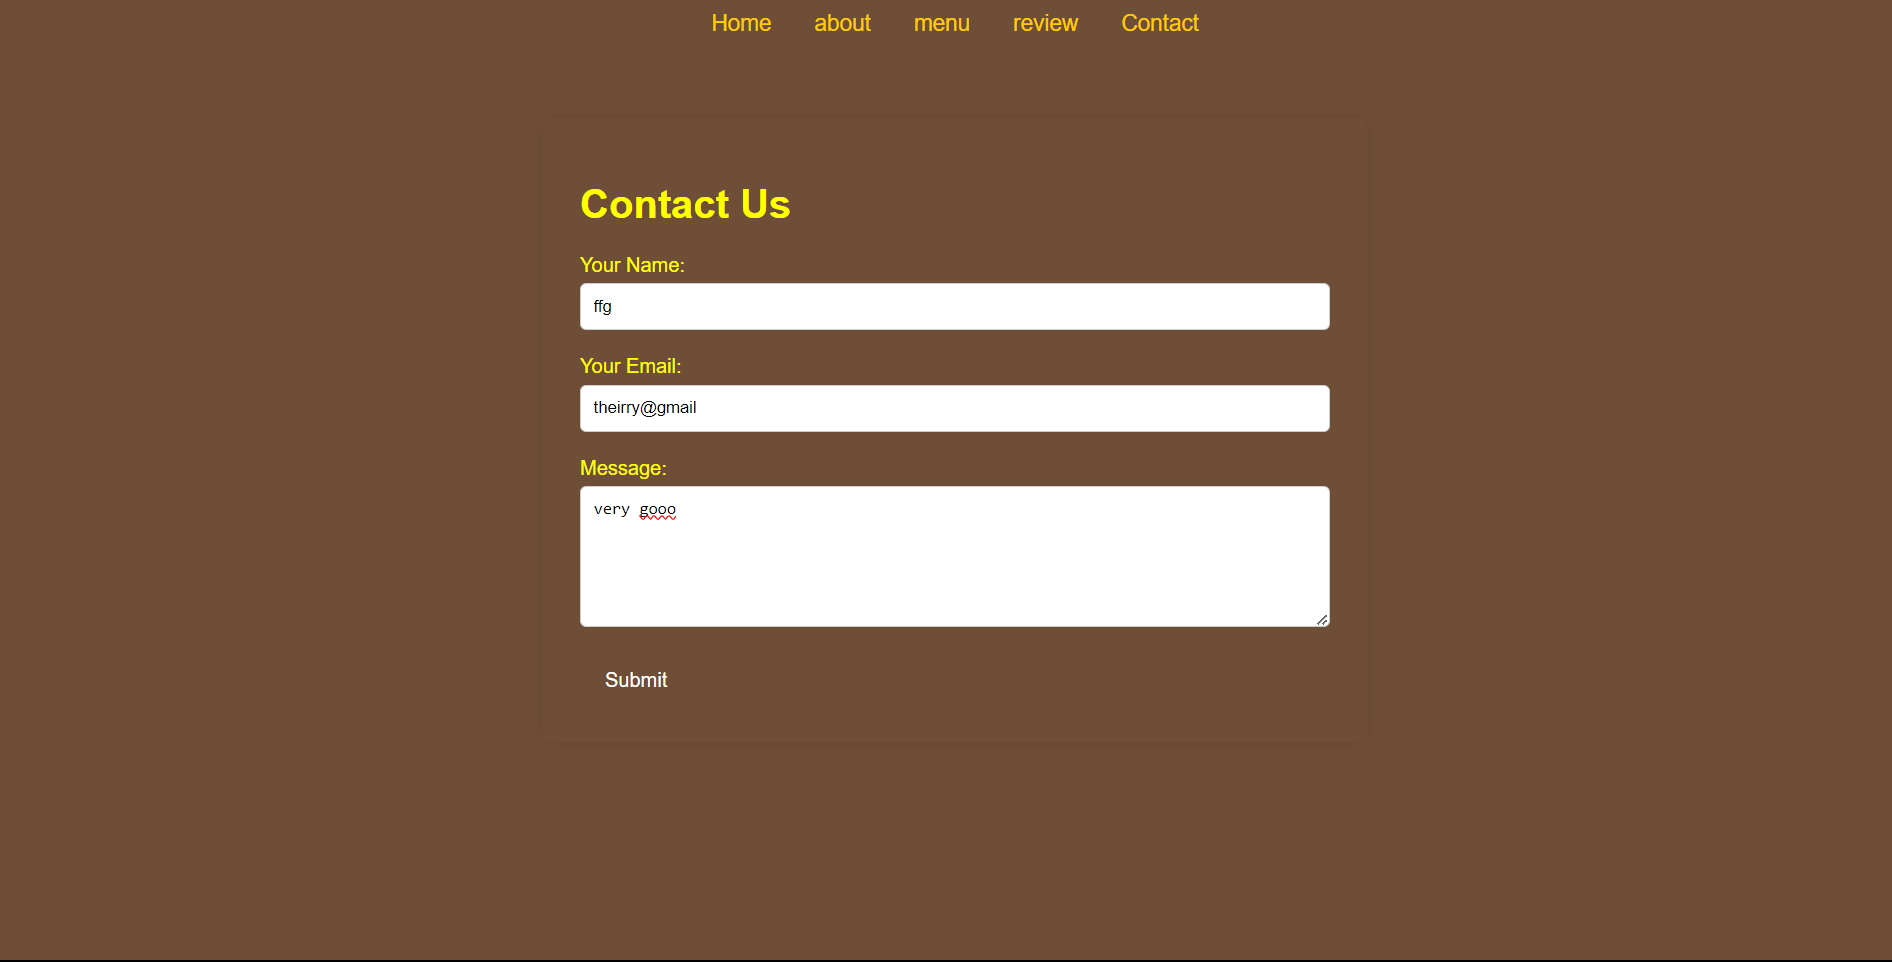 Home about menu review Contact
Contact Us
Your Name:
ffg
Your Email:
theirry@gmail
Message:
very gooo
Submit